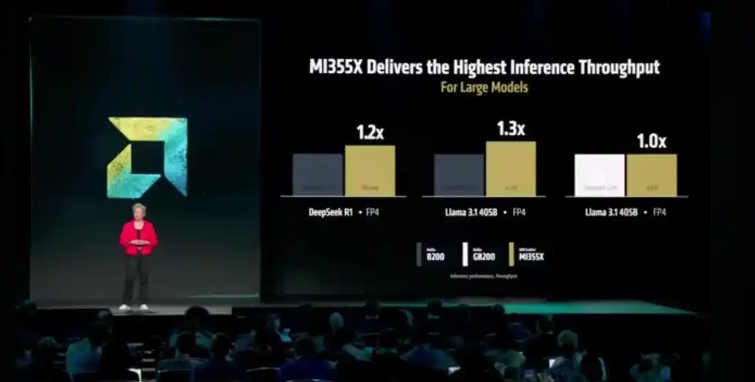 MI355X Delivers the Highest Inference Throughput
For Large Models
1.2x
1.3x
1.0x
DeepSeek R1 • FP4
Llama 3.1 405B • FP4
Llama 3.1 405B • FP4
B200
GB200
MI355X
Inference performance, Throughput